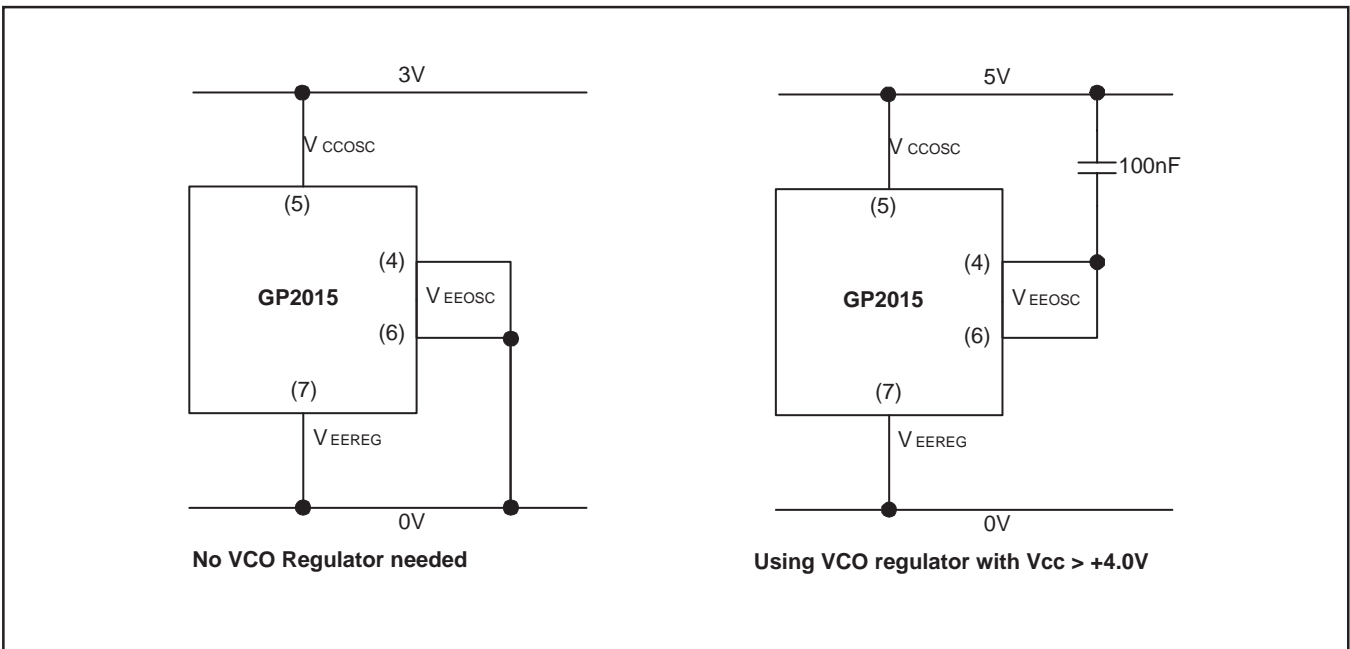 3V
V CCOSC
(5)
(4)
GP2015
V EEOSC
(6)
(7)
V EEREG
0V
No VCO Regulator needed
5V
V CCOSC
100nF
(5)
(4)
GP2015
V EEOSC
(6)
(7)
V EEREG
0V
Using VCO regulator with Vcc > +4.0V